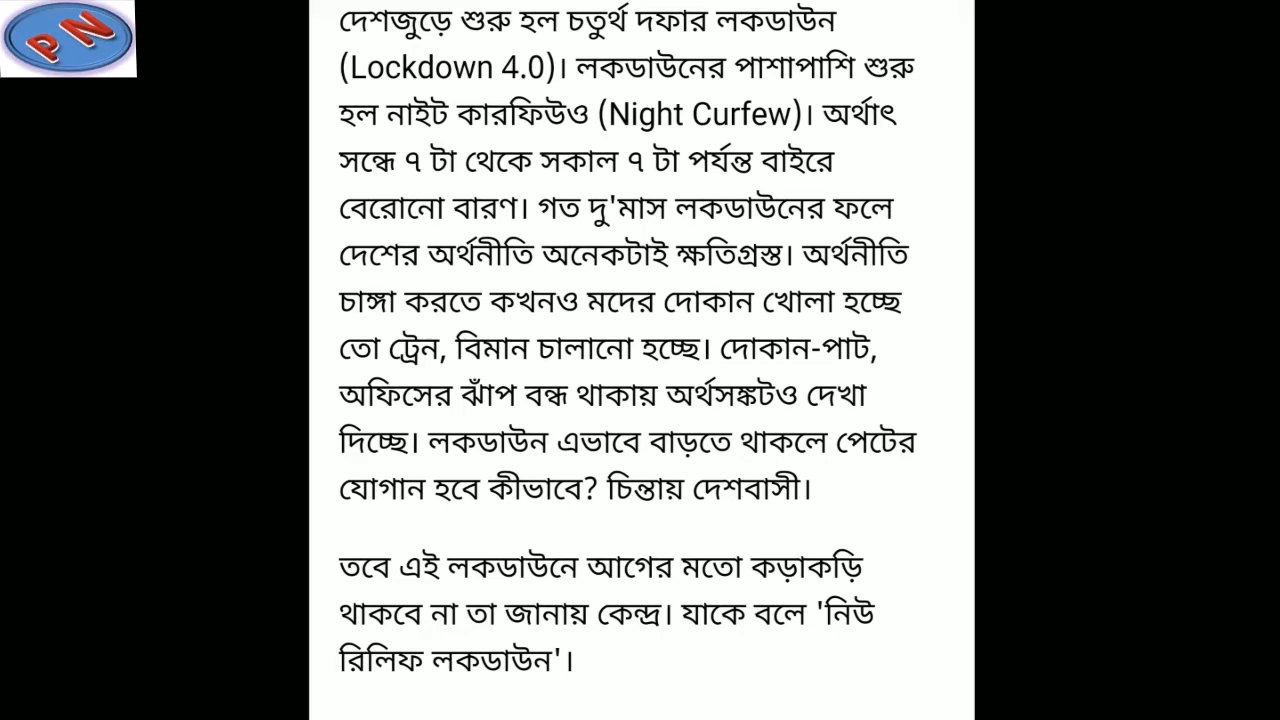 PN
দেশজুড়ে শুরু হল চতুর্থ দফার লকডাউন
(Lockdown 4.0)। লকডাউনের পাশাপাশি শুরু
হল নাইট কারফিউও (Night Curfew)। অর্থাৎ
সন্ধে ৭ টা থেকে সকাল ৭ টা পর্যন্ত বাইরে
বেরোনো বারণ। গত দু'মাস লকডাউনের ফলে
দেশের অর্থনীতি অনেকটাই ক্ষতিগ্রস্ত। অর্থনীতি
চাঙ্গা করতে কখনও মদের দোকান খোলা হচ্ছে
তো ট্রেন, বিমান চালানো হচ্ছে। দোকান-পাট,
অফিসের ঝাঁপ বন্ধ থাকায় অর্থসঙ্কটও দেখা
দিচ্ছে। লকডাউন এভাবে বাড়তে থাকলে পেটের
যোগান হবে কীভাবে? চিন্তায় দেশবাসী।
তবে এই লকডাউনে আগের মতো কড়াকড়ি
থাকবে না তা জানায় কেন্দ্র। যাকে বলে 'নিউ
রিলিফ লকডাউন'।